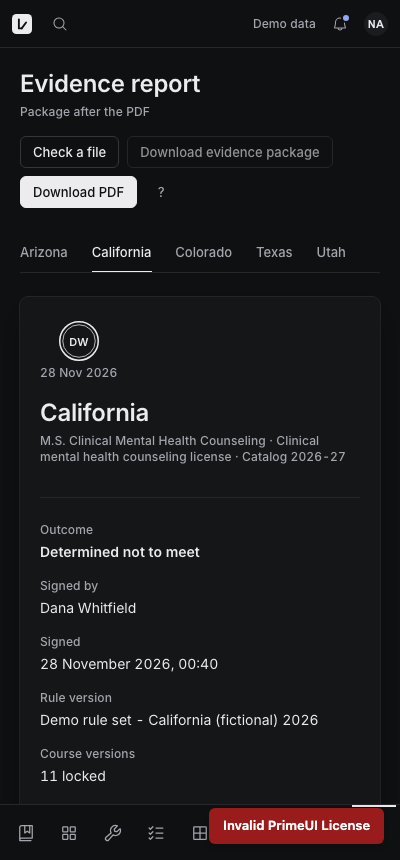 Demo data
NA
Evidence report
Package after the PDF
Check a file
Download evidence package
Download PDF
?
Arizona
California
Colorado
Texas
Utah
DW
28 Nov 2026
California
M.S. Clinical Mental Health Counseling · Clinical
mental health counseling license · Catalog 2026-27
Outcome
Determined not to meet
Signed by
Dana Whitfield
Signed
28 November 2026, 00:40
Rule version
Demo rule set - California (fictional) 2026
Course versions
11 locked
Invalid PrimeUI License